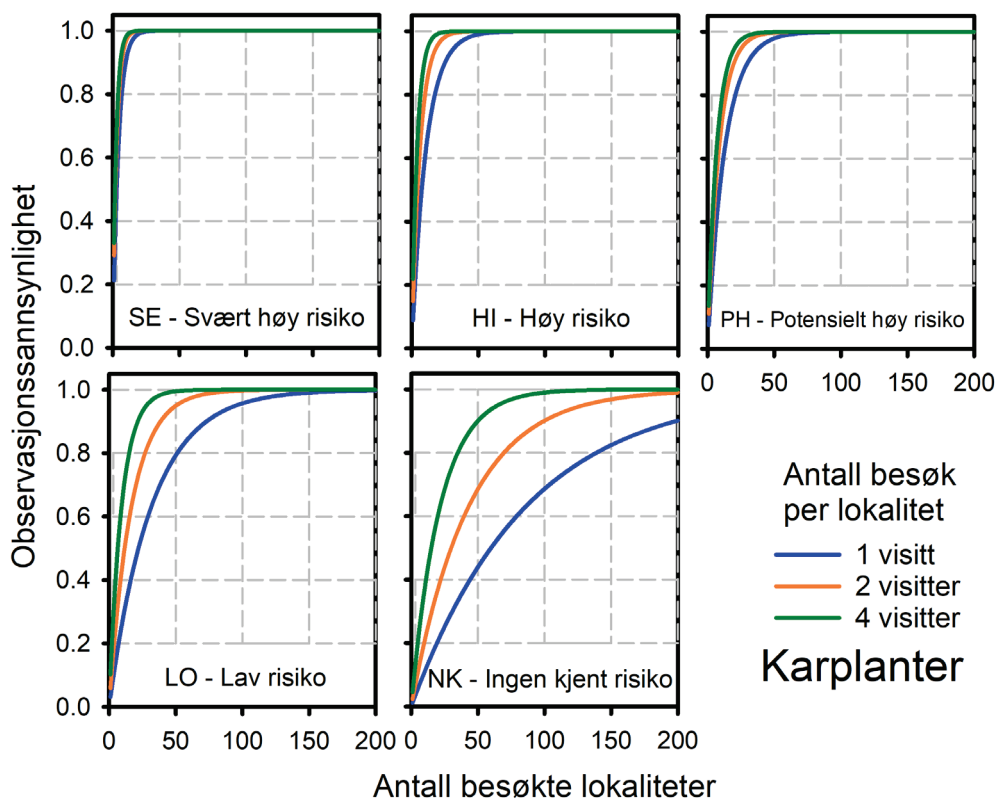 Observasjonssannsynlighet
1.0
0.8
0.6
0.4
0.2
0.0
SE - Svært høy risiko
HI - Høy risiko
PH - Potensielt høy risiko
0 50 100 150 200
1.0
0.8
0.6
0.4
0.2
0.0
LO - Lav risiko
NK - Ingen kjent risiko
0 50 100 150 200
0 50 100 150 200
Antall besøkte lokaliteter
Antall besøk
per lokalitet
1 visitt
2 visitter
4 visitter
Karplanter